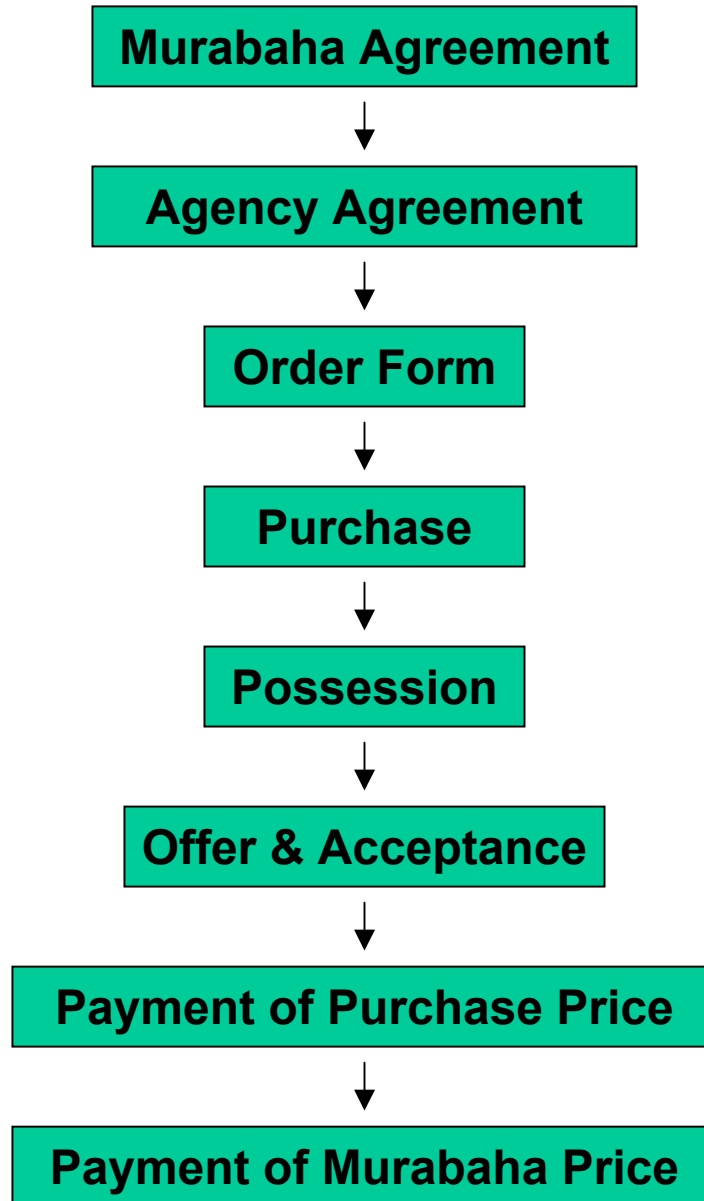 Murabaha Agreement
Agency Agreement
Order Form
Purchase
Possession
Offer & Acceptance
Payment of Purchase Price
Payment of Murabaha Price